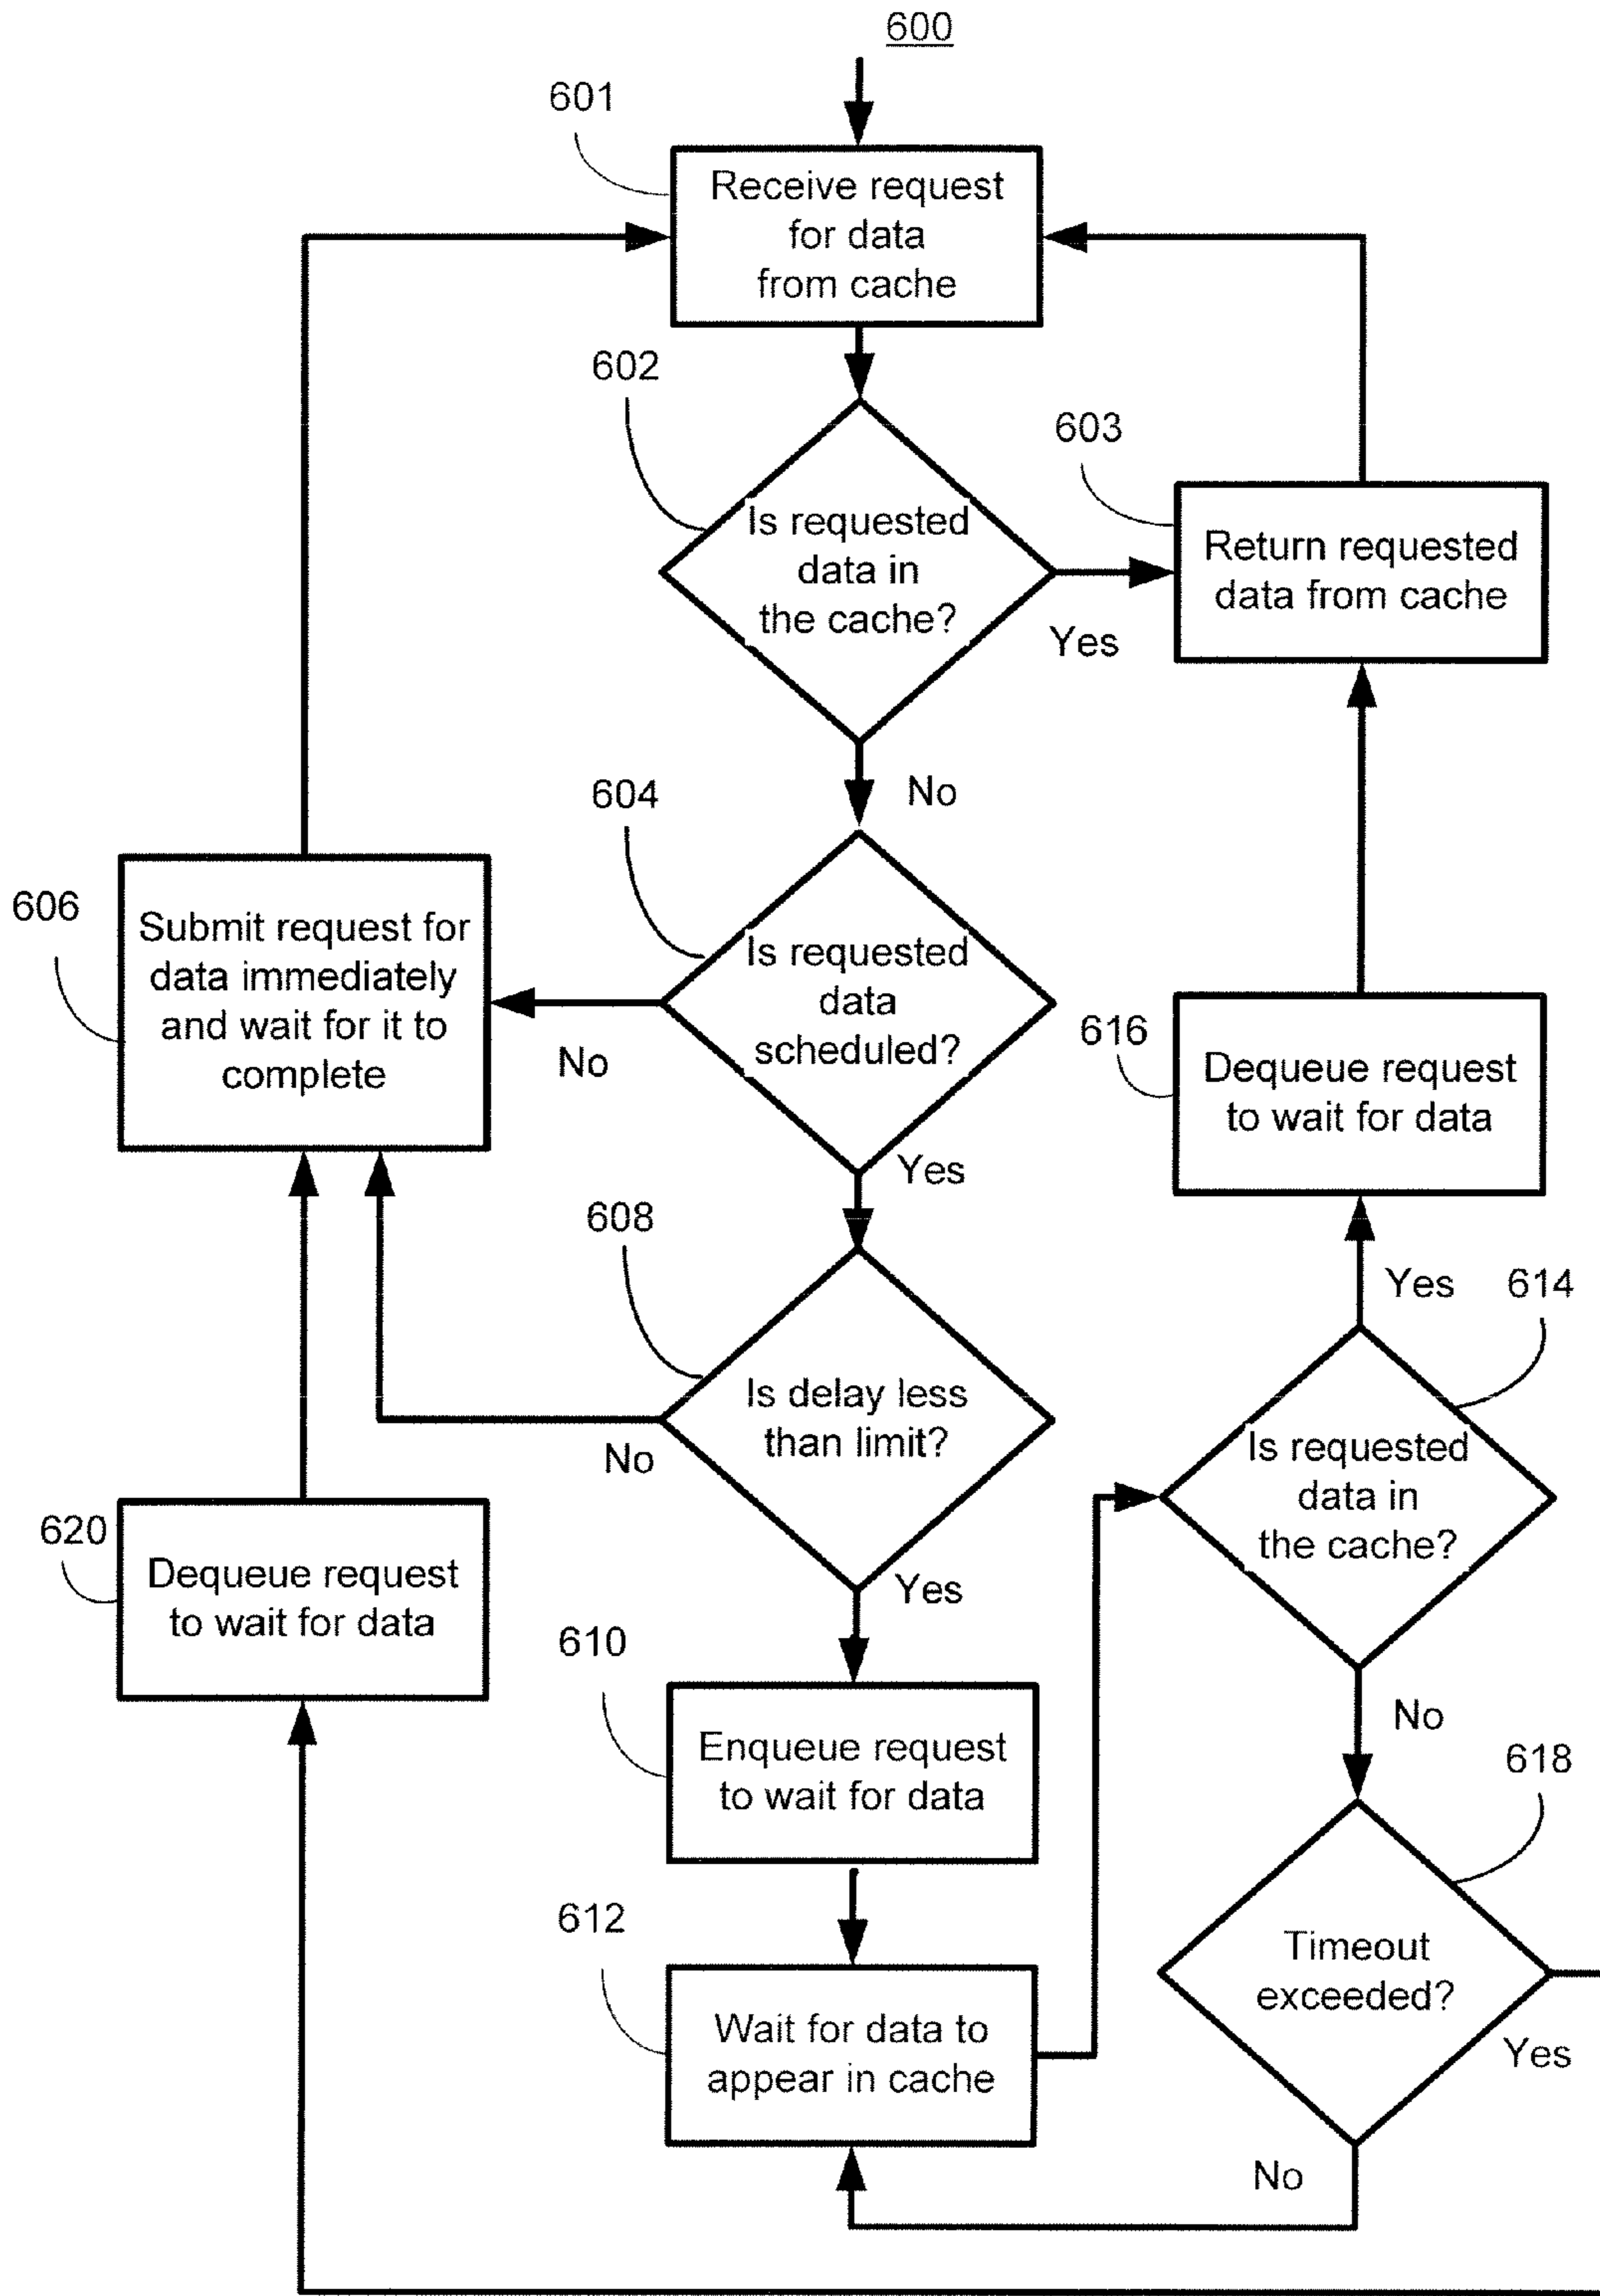 600
601
Receive request
for data
from cache
602
Is requested
data in
the cache?
Yes
603
Return requested
data from cache
No
604
Is requested
data
scheduled?
No
606
Submit request for
data immediately
and wait for it to
complete
616
Dequeue request
to wait for data
Yes
608
Is delay less
than limit?
No
Yes
614
Is requested
data in
the cache?
620
Dequeue request
to wait for data
Yes
610
Enqueue request
to wait for data
No
618
Timeout
exceeded?
Yes
612
Wait for data to
appear in cache
No